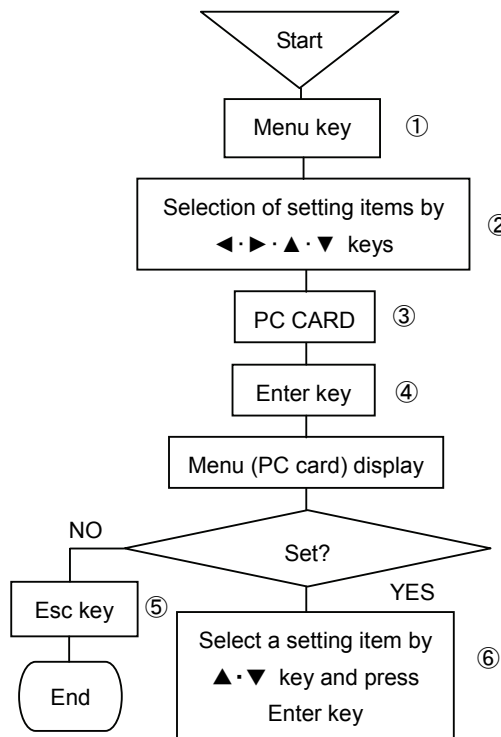 Start
Menu key ①
Selection of setting items by
◄·►·▲·▼ keys
②
PC CARD ③
Enter key ④
Menu (PC card) display
NO
Set?
YES
Esc key ⑤
Select a setting item by
▲·▼ key and press
Enter key
⑥
End